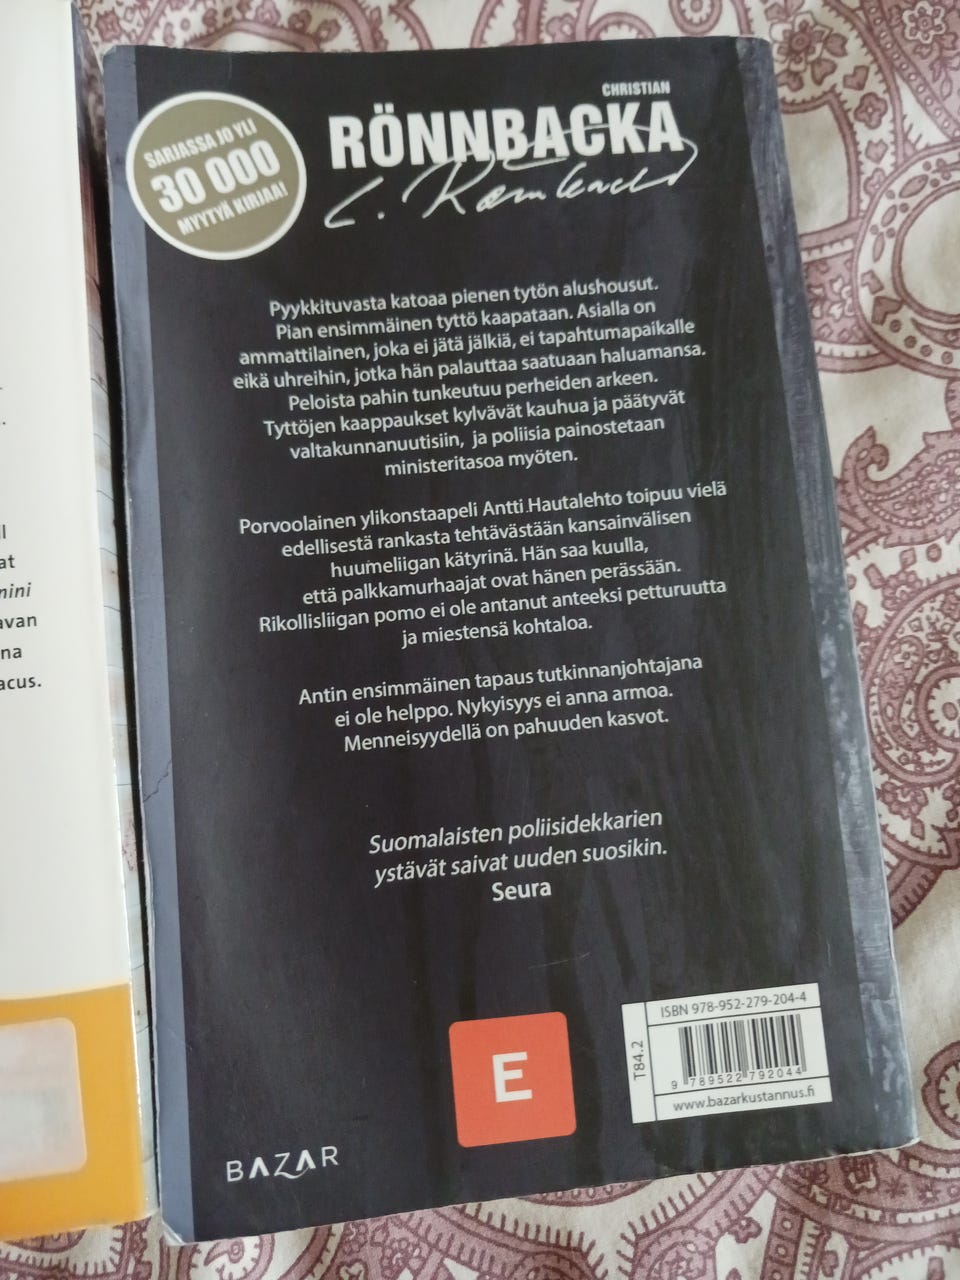 SARJASSA JO YLI
30 000
MYYTYÄ KIRJAA!
CHRISTIAN
RÖNNBACKA
C. Rönnbacka
Pyykkituvasta katoaa pienen tytön alushousut.
Pian ensimmäinen tyttö kaapataan. Asialla on
ammattilainen, joka ei jätä jälkiä, ei tapahtumapaikalle
eikä uhreihin, jotka hän palauttaa saatuaan haluamansa.
Peloista pahin tunkeutuu perheiden arkeen.
Tyttöjen kaappaukset kylvävät kauhua ja päätyvät
valtakunnanuutisiin, ja poliisia painostetaan
ministeritasoa myöten.
Porvoolainen ylikonstaapeli Antti Hautalehto toipuu vielä
edellisestä rankasta tehtävästään kansainvälisen
huumeliigan kätyrinä. Hän saa kuulla,
että palkkamurhaajat ovat hänen perässään.
Rikollisliigan pomo ei ole antanut anteeksi petturuutta
ja miestensä kohtaloa.
Antin ensimmäinen tapaus tutkinnanjohtajana
ei ole helppo. Nykyisyys ei anna armoa.
Menneisyydellä on pahuuden kasvot.
Suomalaisten poliisidekkarien
ystävät saivat uuden suosikin.
Seura
E
BAZAR
T84.2
ISBN 978-952-279-204-4
9 789522 792044
www.bazarkustannus.fi
at
mini
avan
na
acus.